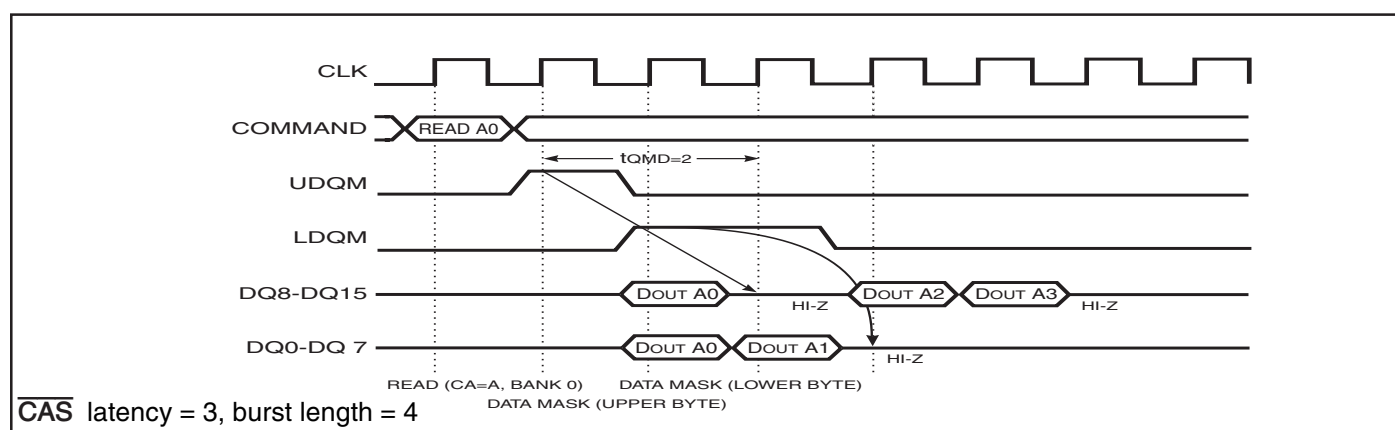 CLK
COMMAND
READ A0
tQMD=2
UDQM
LDQM
DQ8-DQ15
DOUT A0
HI-Z
DOUT A2
DOUT A3
HI-Z
DQ0-DQ 7
DOUT A0
DOUT A1
HI-Z
READ (CA=A, BANK 0)
DATA MASK (LOWER BYTE)
DATA MASK (UPPER BYTE)
CAS latency = 3, burst length = 4